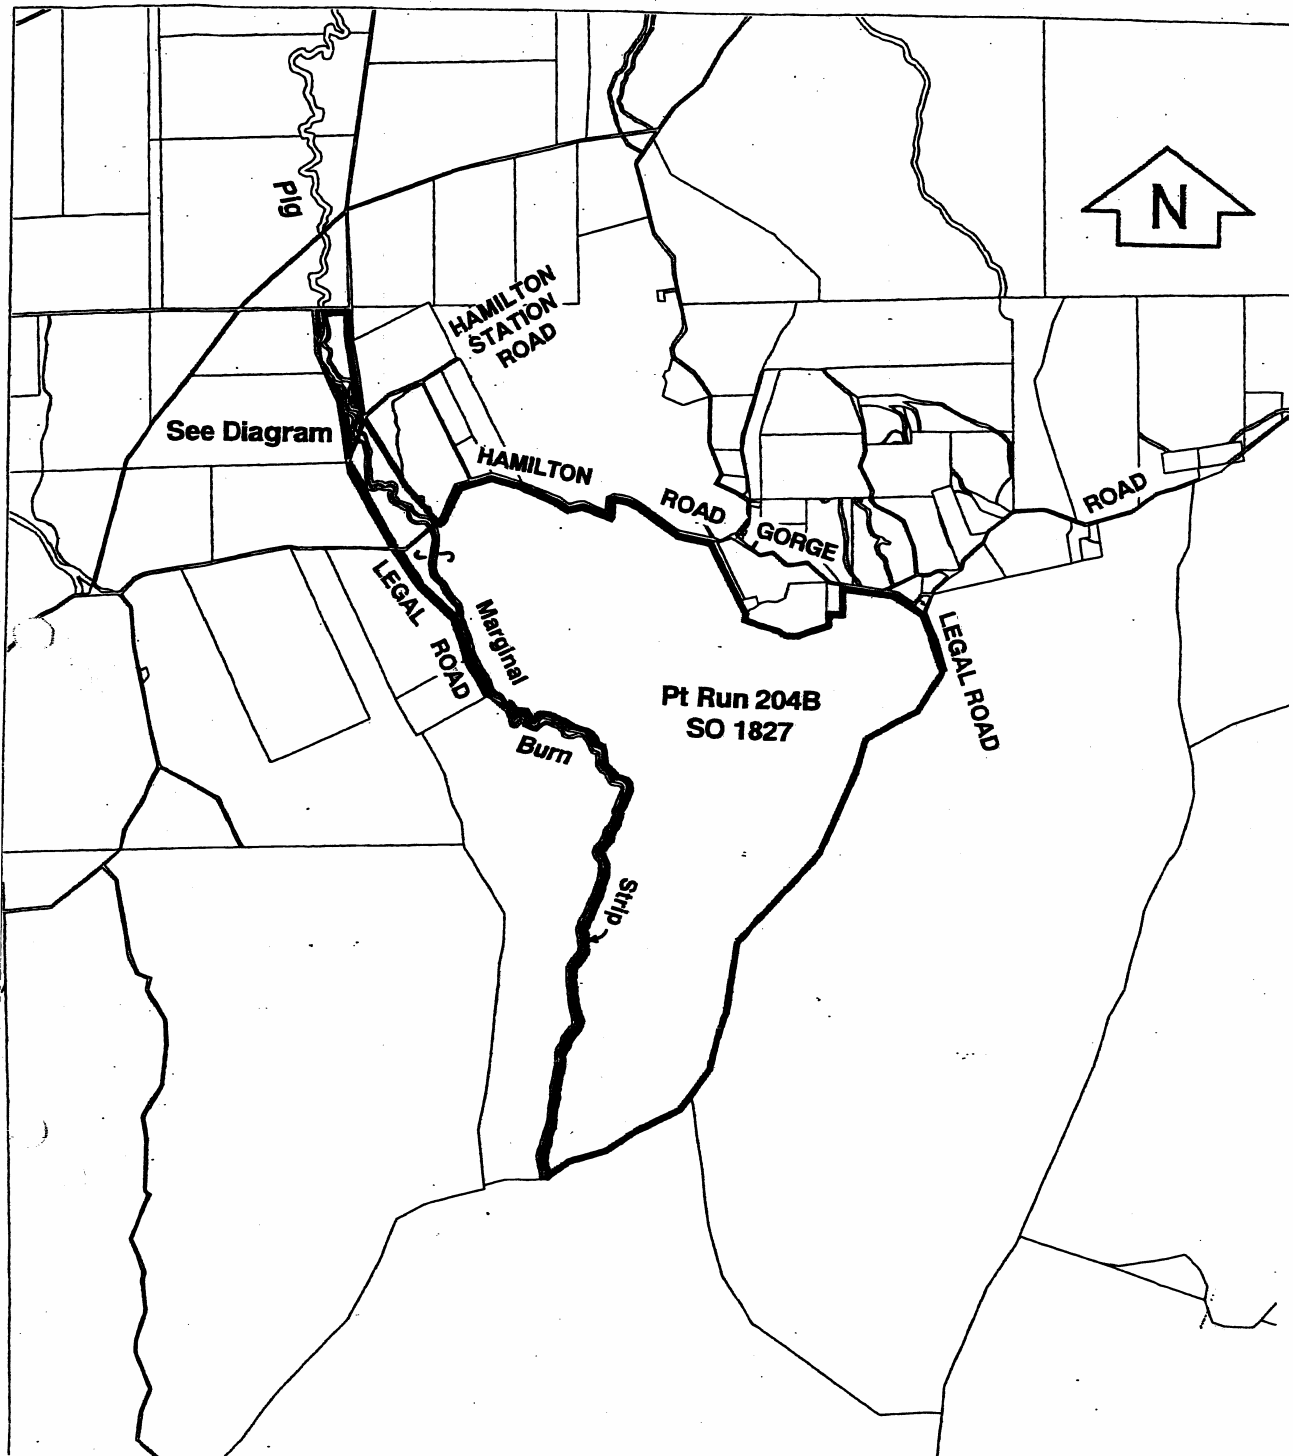 N
Pig
HAMILTON
STATION
ROAD
See Diagram
HAMILTON
ROAD
GORGE
ROAD
LEGAL
ROAD
Marginal
LEGAL ROAD
Pt Run 204B
SO 1827
Burn
Strip